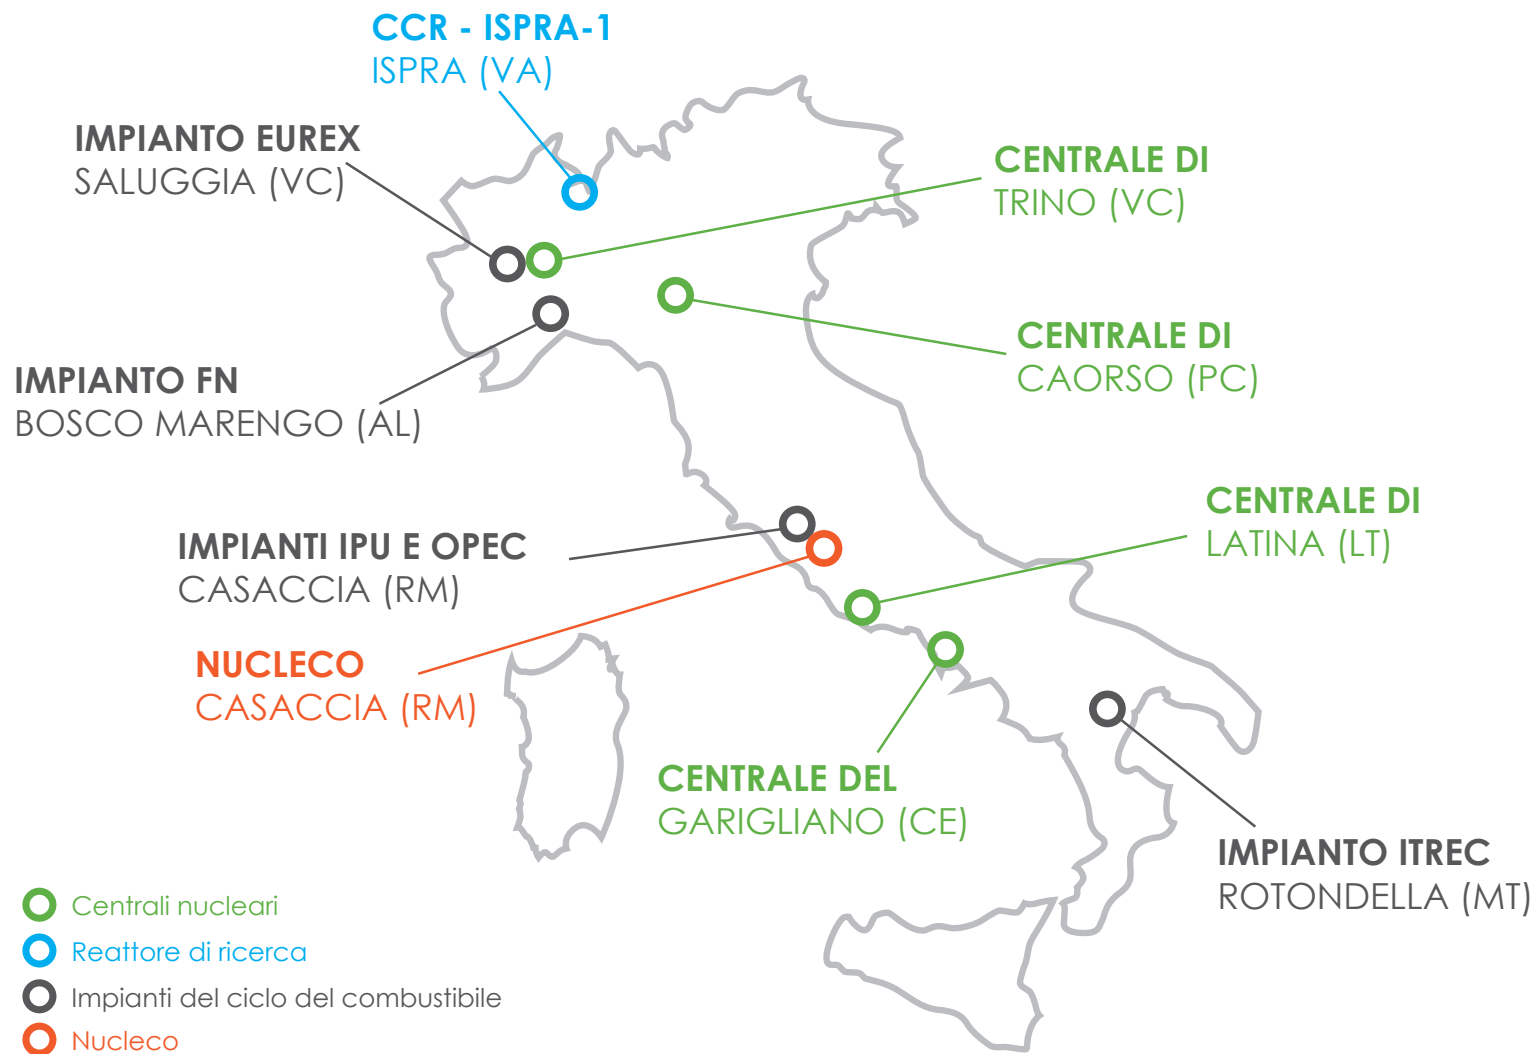 CCR - ISPRA-1
ISPRA (VA)
IMPIANTO EUREX
SALUGGIA (VC)
CENTRALE DI
TRINO (VC)
CENTRALE DI
CAORSO (PC)
IMPIANTO FN
BOSCO MARENGO (AL)
CENTRALE DI
LATINA (LT)
IMPIANTI IPU E OPEC
CASACCIA (RM)
NUCLECO
CASACCIA (RM)
CENTRALE DEL
GARIGLIANO (CE)
IMPIANTO ITREC
ROTONDELLA (MT)
Centrali nucleari
Reattore di ricerca
Impianti del ciclo del combustibile
Nucleco